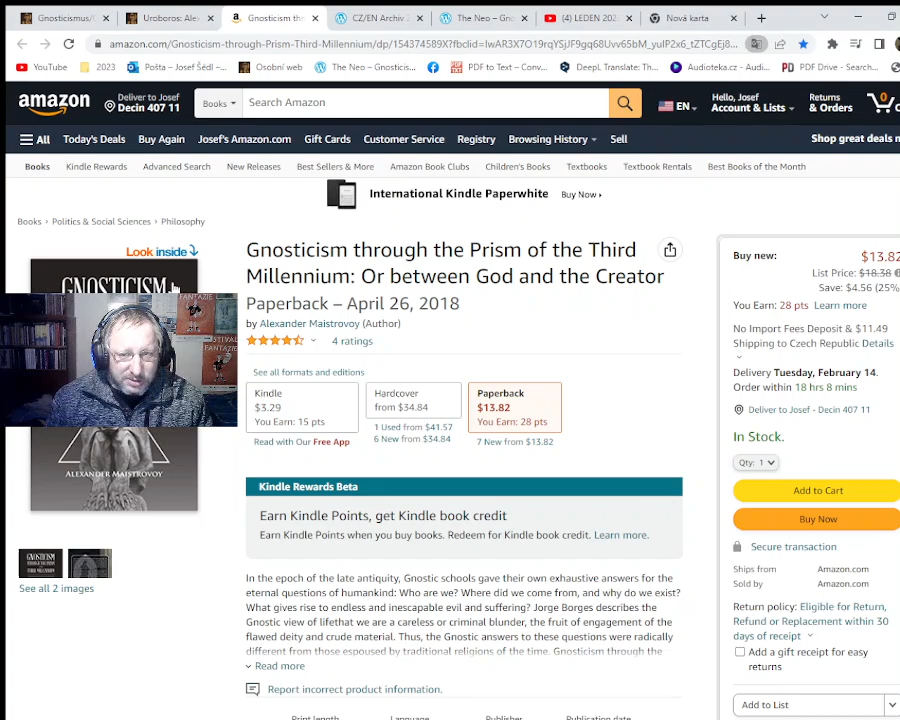 Gnosticismus/G
Uroboros: Alex
Gnosticism thr
CZ/EN Archiv 2
The Neo – Gnos
(4) LEDEN 202
Nová karta
amazon.com/Gnosticism-through-Prism-Third-Millennium/dp/154374589X?fbclid=IwAR3X7O19rqYSjJF9gq68Uvv65bM_yuIP2x6_tZTCgEj8...
YouTube
2023
Pošta – Josef Šédl –...
Osobní web
The Neo – Gnostic...
PDF to Text – Conv...
DeepL Translate: Th...
Audioteka.cz - Audi...
PDF Drive - Search...
amazon
Deliver to Josef
Decin 407 11
Books
Search Amazon
EN
Hello, Josef
Account & Lists
Returns
& Orders
0
All
Today's Deals
Buy Again
Josef's Amazon.com
Gift Cards
Customer Service
Registry
Browsing History
Sell
Shop great deals n
Books
Kindle Rewards
Advanced Search
New Releases
Best Sellers & More
Amazon Book Clubs
Children's Books
Textbooks
Textbook Rentals
Best Books of the Month
International Kindle Paperwhite
Buy Now ›
Books › Politics & Social Sciences › Philosophy
Look inside
GNOSTICISM
FANTAZIE
ALEXANDER MAISTROVOY
See all 2 images
Gnosticism through the Prism of the Third
Millennium: Or between God and the Creator
Paperback – April 26, 2018
by Alexander Maistrovoy (Author)
4 ratings
See all formats and editions
Kindle
$3.29
You Earn: 15 pts
Read with Our Free App
Hardcover
from $34.84
1 Used from $41.57
6 New from $34.84
Paperback
$13.82
You Earn: 28 pts
7 New from $13.82
Kindle Rewards Beta
Earn Kindle Points, get Kindle book credit
Earn Kindle Points when you buy books. Redeem for Kindle book credit. Learn more.
In the epoch of the late antiquity, Gnostic schools gave their own exhaustive answers for the
eternal questions of humankind: Who are we? Where did we come from, and why do we exist?
What gives rise to endless and inescapable evil and suffering? Jorge Borges describes the
Gnostic view of lifethat we are a careless or criminal blunder, the fruit of engagement of the
flawed deity and crude material. Thus, the Gnostic answers to these questions were radically
different from those espoused by traditional religions of the time. Gnosticism through the
Read more
Report incorrect product information.
Print length
Language
Publisher
Publication date
Buy new:
$13.82
List Price: $18.38
Save: $4.56 (25%
You Earn: 28 pts Learn more
No Import Fees Deposit & $11.49
Shipping to Czech Republic Details
Delivery Tuesday, February 14.
Order within 18 hrs 8 mins
Deliver to Josef - Decin 407 11
In Stock.
Qty: 1
Add to Cart
Buy Now
Secure transaction
Ships from Amazon.com
Sold by Amazon.com
Return policy: Eligible for Return,
Refund or Replacement within 30
days of receipt
Add a gift receipt for easy
returns
Add to List